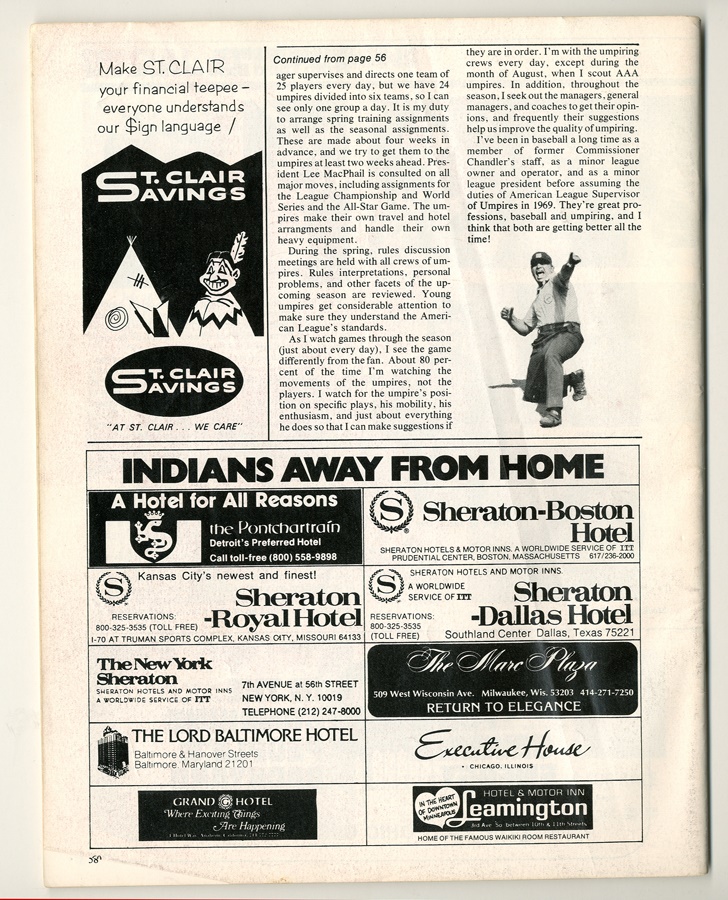 Make ST. CLAIR
your financial teepee –
everyone understands
our $ign language /
ST. CLAIR
SAVINGS
ST. CLAIR
SAVINGS
"AT ST. CLAIR . . . WE CARE"
Continued from page 56
ager supervises and directs one team of
25 players every day, but we have 24
umpires divided into six teams, so I can
see only one group a day. It is my duty
to arrange spring training assignments
as well as the seasonal assignments.
These are made about four weeks in
advance, and we try to get them to the
umpires at least two weeks ahead. Pres-
ident Lee MacPhail is consulted on all
major moves, including assignments for
the League Championship and World
Series and the All-Star Game. The um-
pires make their own travel and hotel
arrangments and handle their own
heavy equipment.
During the spring, rules discussion
meetings are held with all crews of um-
pires. Rules interpretations, personal
problems, and other facets of the up-
coming season are reviewed. Young
umpires get considerable attention to
make sure they understand the Ameri-
can League's standards.
As I watch games through the season
(just about every day), I see the game
differently from the fan. About 80 per-
cent of the time I'm watching the
movements of the umpires, not the
players. I watch for the umpire's posi-
tion on specific plays, his mobility, his
enthusiasm, and just about everything
he does so that I can make suggestions if
they are in order. I'm with the umpiring
crews every day, except during the
month of August, when I scout AAA
umpires. In addition, throughout the
season, I seek out the managers, general
managers, and coaches to get their opin-
ions, and frequently their suggestions
help us improve the quality of umpiring.
I've been in baseball a long time as a
member of former Commissioner
Chandler's staff, as a minor league
owner and operator, and as a minor
league president before assuming the
duties of American League Supervisor
of Umpires in 1969. They're great pro-
fessions, baseball and umpiring, and I
think that both are getting better all the
time!
INDIANS AWAY FROM HOME
A Hotel for All Reasons
the Pontchartrain
Detroit's Preferred Hotel
Call toll-free (800) 558-9898
S
Sheraton-Boston
Hotel
SHERATON HOTELS & MOTOR INNS. A WORLDWIDE SERVICE OF ITT
PRUDENTIAL CENTER, BOSTON, MASSACHUSETTS 617/236-2000
Kansas City's newest and finest!
S
Sheraton
-Royal Hotel
RESERVATIONS:
800-325-3535 (TOLL FREE)
I-70 AT TRUMAN SPORTS COMPLEX, KANSAS CITY, MISSOURI 64133
SHERATON HOTELS AND MOTOR INNS.
S
A WORLDWIDE
SERVICE OF ITT
Sheraton
-Dallas Hotel
RESERVATIONS:
800-325-3535
(TOLL FREE)
Southland Center Dallas, Texas 75221
The New York
Sheraton
SHERATON HOTELS AND MOTOR INNS
A WORLDWIDE SERVICE OF ITT
7th AVENUE at 56th STREET
NEW YORK, N. Y. 10019
TELEPHONE (212) 247-8000
The Marc Plaza
509 West Wisconsin Ave. Milwaukee, Wis. 53203 414-271-7250
RETURN TO ELEGANCE
THE LORD BALTIMORE HOTEL
Baltimore & Hanover Streets
Baltimore, Maryland 21201
Executive House
• CHICAGO, ILLINOIS
GRAND G HOTEL
Where Exciting Things
Are Happening
IN THE HEART
OF DOWNTOWN
MINNEAPOLIS
HOTEL & MOTOR INN
Leamington
3rd Ave. So. between 10th & 11th Streets
HOME OF THE FAMOUS WAIKIKI ROOM RESTAURANT
58